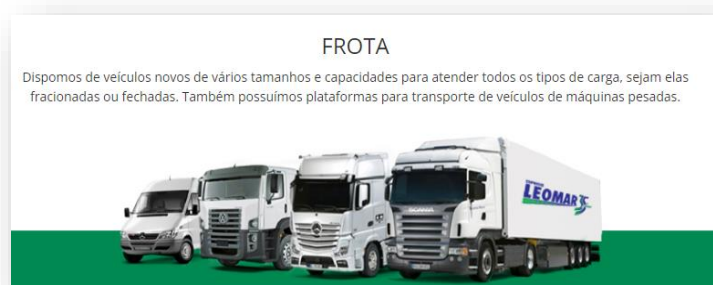 FROTA
Dispomos de veículos novos de vários tamanhos e capacidades para atender todos os tipos de carga, sejam elas
fracionadas ou fechadas. Também possuímos plataformas para transporte de veículos de máquinas pesadas.
SCANIA
LEOMAR